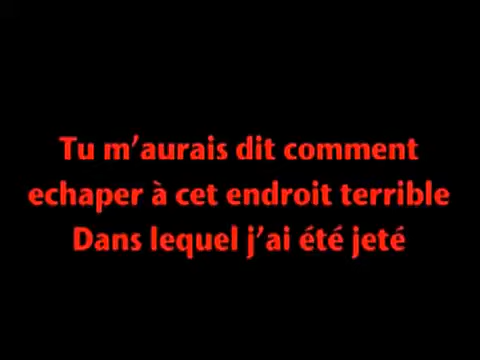 Tu m’aurais dit comment
echaper à cet endroit terrible
Dans lequel j’ai été jeté